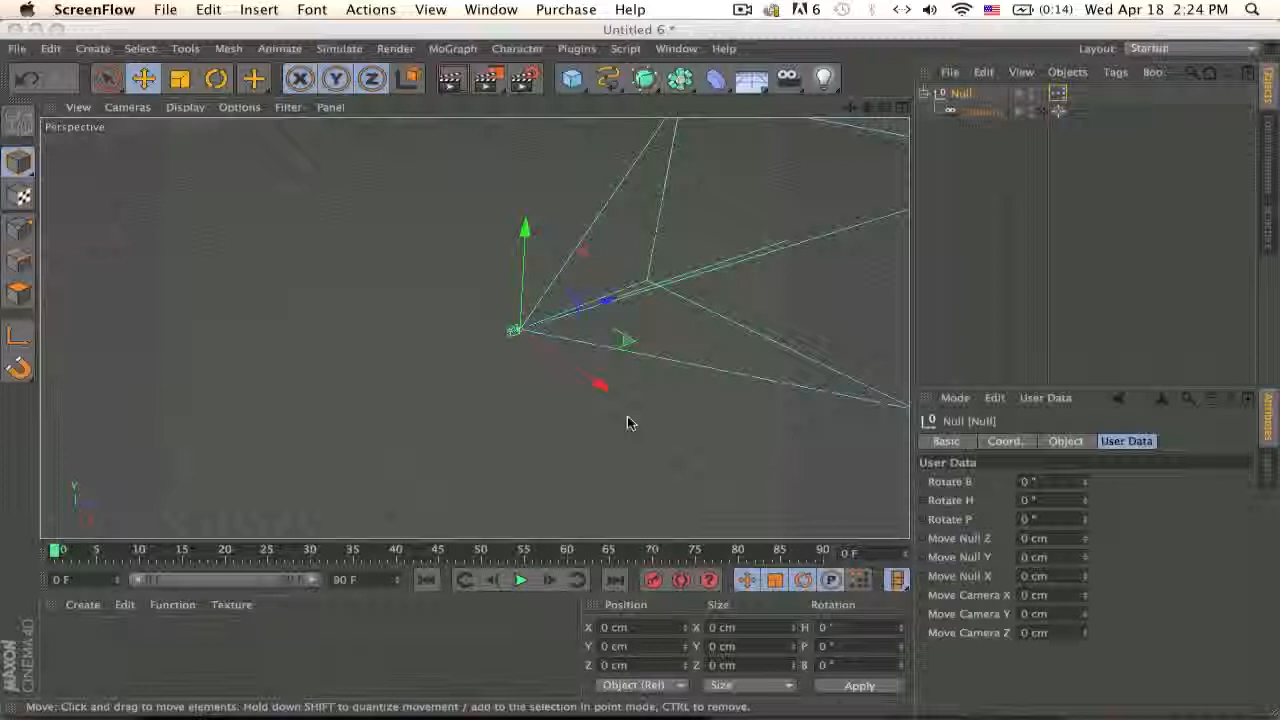 ScreenFlow File Edit Insert Font Actions View Window Purchase Help 6 (0:14) Wed Apr 18 2:24 PM
Untitled 6 *
File Edit Create Select Tools Mesh Animate Simulate Render MoGraph Character Plugins Script Window Help Layout: Startup
File Edit View Objects Tags Boo
View Cameras Display Options Filter Panel
Null
Perspective
Mode Edit User Data
Null [Null]
Basic Coord. Object User Data
User Data
Rotate B 0 °
Rotate H 0 °
Rotate P 0 °
Move Null Z 0 cm
Move Null Y 0 cm
Move Null X 0 cm
Move Camera X 0 cm
Move Camera Y 0 cm
Move Camera Z 0 cm
Y
0 5 10 15 20 25 30 35 40 45 50 55 60 65 70 75 80 85 90 0 F
0 F 0 F 90 F 90 F
Create Edit Function Texture
Position Size Rotation
X 0 cm X 0 cm H 0 °
Y 0 cm Y 0 cm P 0 °
Z 0 cm Z 0 cm B 0 °
Object (Rel) Size Apply
MAXON CINEMA 4D
Move: Click and drag to move elements. Hold down SHIFT to quantize movement / add to the selection in point mode, CTRL to remove.
Attributes